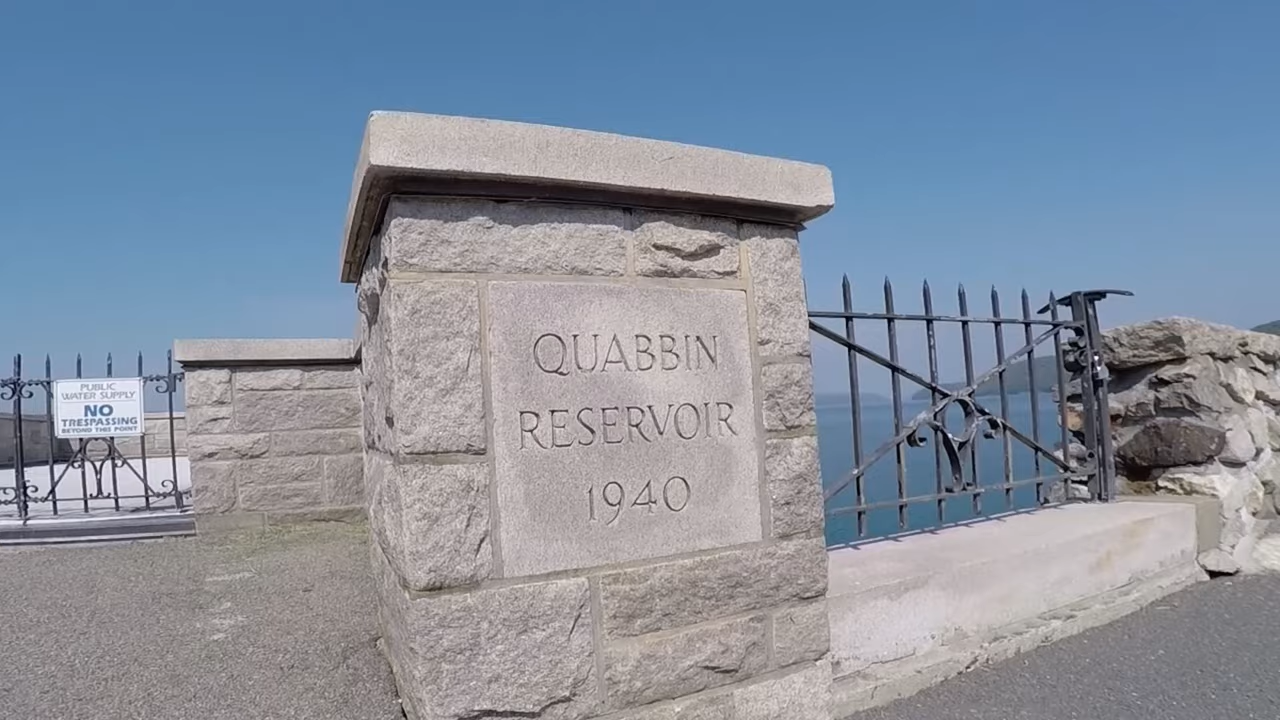 PUBLIC
WATER SUPPLY
NO
TRESPASSING
BEYOND THIS POINT
QUABBIN
RESERVOIR
1940